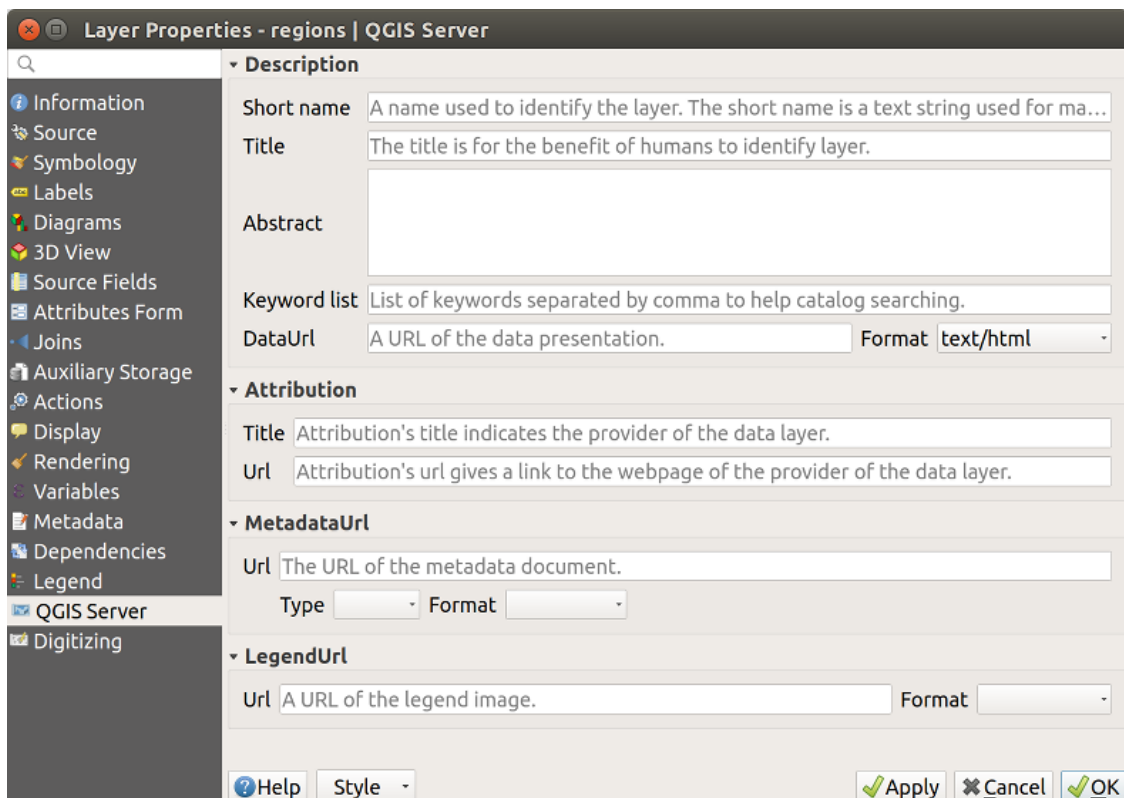 Layer Properties - regions | QGIS Server
Information
Source
Symbology
Labels
Diagrams
3D View
Source Fields
Attributes Form
Joins
Auxiliary Storage
Actions
Display
Rendering
Variables
Metadata
Dependencies
Legend
QGIS Server
Digitizing
Description
Short name A name used to identify the layer. The short name is a text string used for ma...
Title The title is for the benefit of humans to identify layer.
Abstract
Keyword list List of keywords separated by comma to help catalog searching.
DataUrl A URL of the data presentation. Format text/html
Attribution
Title Attribution's title indicates the provider of the data layer.
Url Attribution's url gives a link to the webpage of the provider of the data layer.
MetadataUrl
Url The URL of the metadata document.
Type Format
LegendUrl
Url A URL of the legend image. Format
Help Style Apply Cancel OK